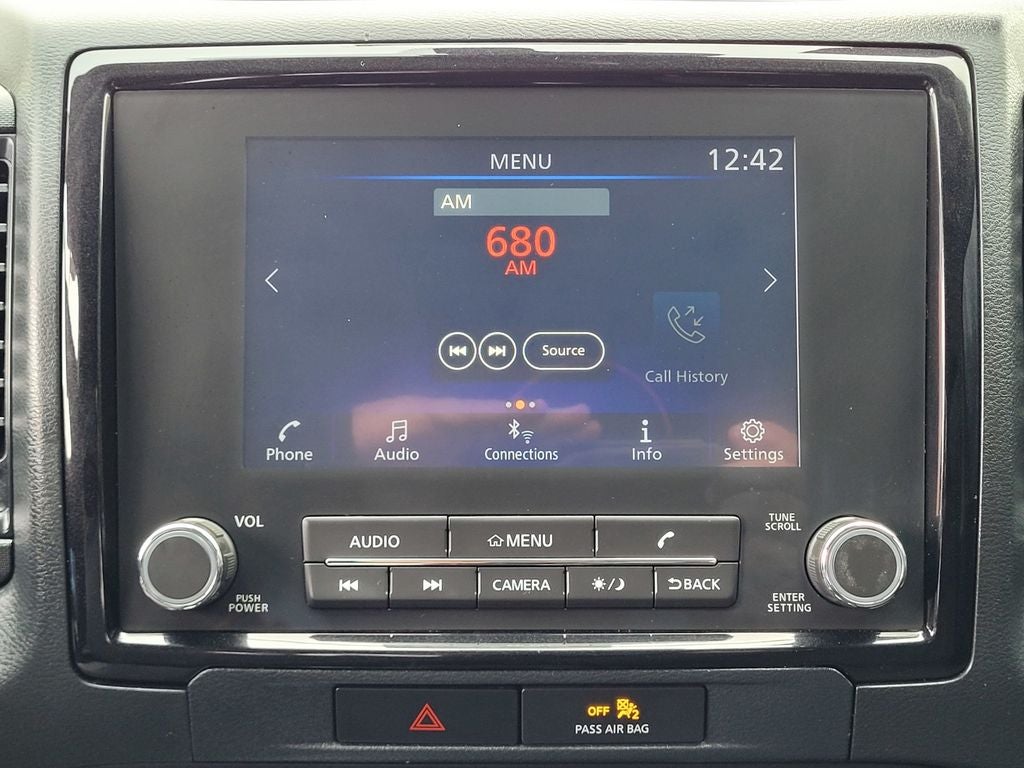 MENU 12:42
AM
680
AM
Source
Call History
Phone Audio Connections Info Settings
VOL
AUDIO MENU
TUNE
SCROLL
CAMERA / BACK
PUSH
POWER
ENTER
SETTING
OFF 2
PASS AIR BAG